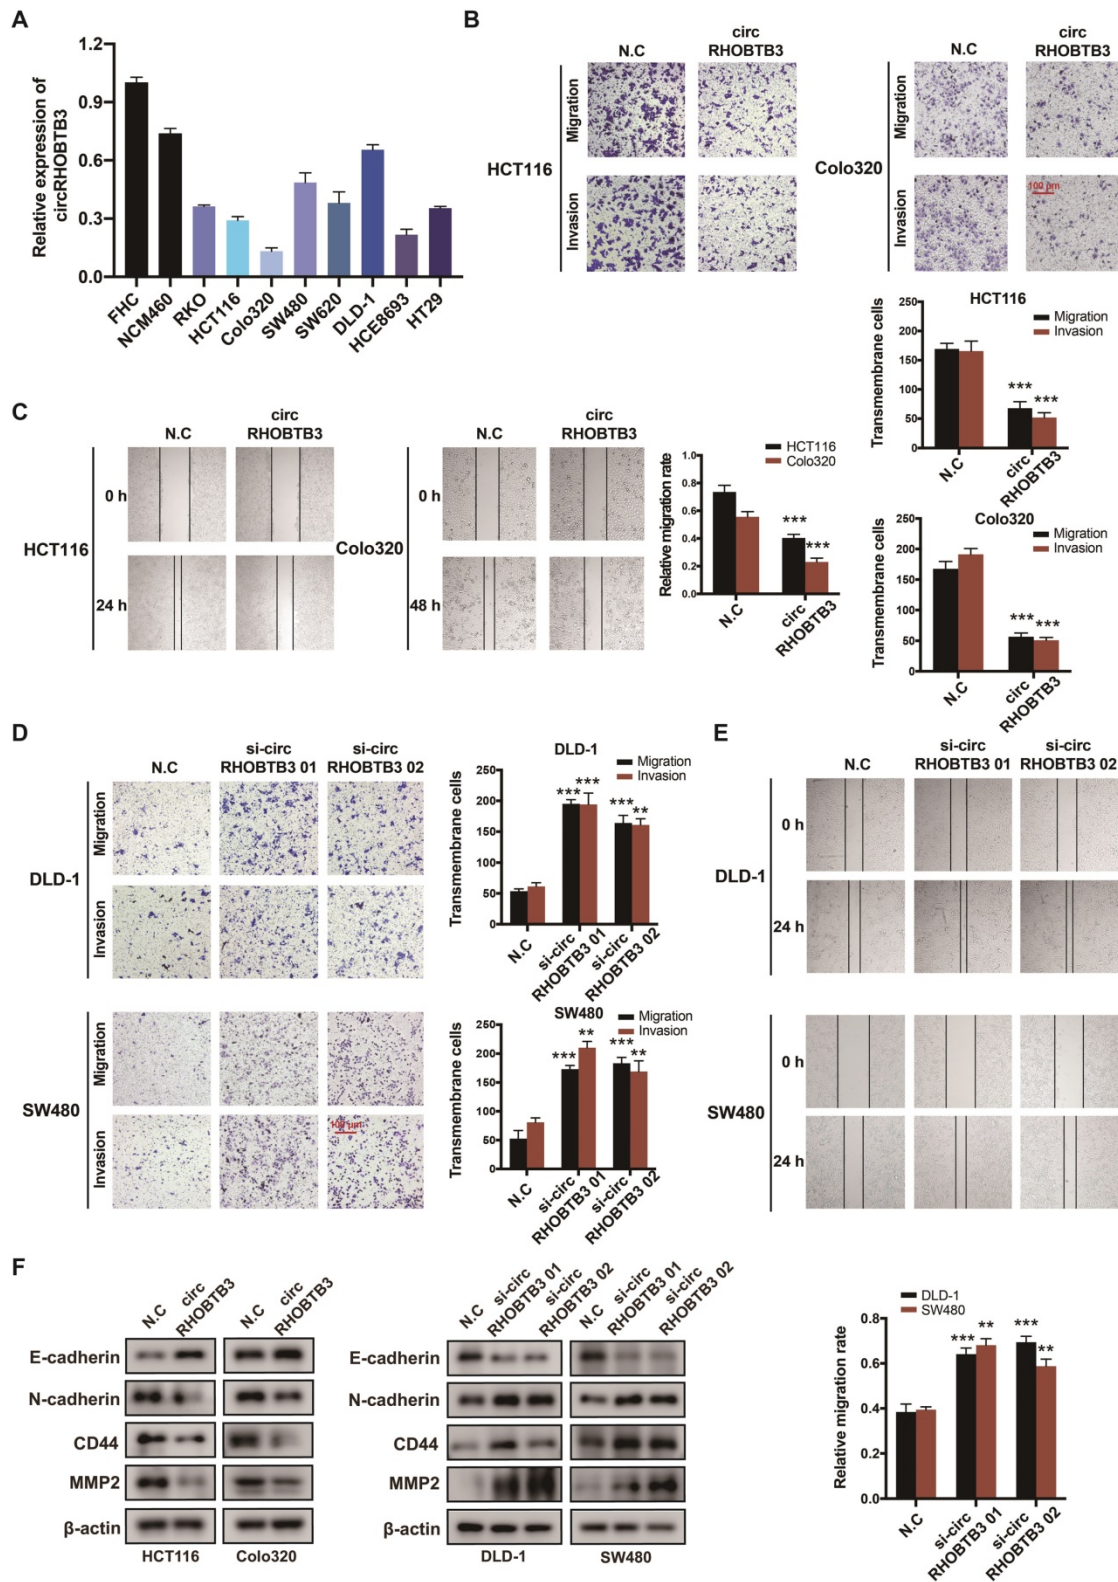 A
Relative expression of
circRHOBTB3
1.2
0.9
0.6
0.3
0.0
FHC
NCM460
RKO
HCT116
Colo320
SW480
SW620
DLD-1
HCE8693
HT29
B
N.C
circ
RHOBTB3
HCT116
Migration
Invasion
N.C
circ
RHOBTB3
Colo320
Migration
Invasion
100 μm
HCT116
Migration
Invasion
Transmembrane cells
250
200
150
100
50
0
*** ***
N.C
circ
RHOBTB3
Colo320
Migration
Invasion
Transmembrane cells
250
200
150
100
50
0
*** ***
N.C
circ
RHOBTB3
C
N.C
circ
RHOBTB3
HCT116
0 h
24 h
N.C
circ
RHOBTB3
Colo320
0 h
48 h
HCT116
Colo320
Relative migration rate
1.0
0.8
0.6
0.4
0.2
0.0
***
***
N.C
circ
RHOBTB3
D
N.C
si-circ
RHOBTB3 01
si-circ
RHOBTB3 02
DLD-1
Migration
Invasion
SW480
Migration
Invasion
100 μm
DLD-1
Migration
Invasion
Transmembrane cells
250
200
150
100
50
0
*** ***
*** **
N.C
si-circ
RHOBTB3 01
si-circ
RHOBTB3 02
SW480
Migration
Invasion
Transmembrane cells
250
200
150
100
50
0
*** **
*** **
N.C
si-circ
RHOBTB3 01
si-circ
RHOBTB3 02
E
N.C
si-circ
RHOBTB3 01
si-circ
RHOBTB3 02
DLD-1
0 h
24 h
SW480
0 h
24 h
DLD-1
SW480
Relative migration rate
0.8
0.6
0.4
0.2
0.0
*** **
*** **
N.C
si-circ
RHOBTB3 01
si-circ
RHOBTB3 02
F
N.C
circ
RHOBTB3
N.C
circ
RHOBTB3
E-cadherin
N-cadherin
CD44
MMP2
β-actin
HCT116
Colo320
N.C
si-circ
RHOBTB3 01
si-circ
RHOBTB3 02
N.C
si-circ
RHOBTB3 01
si-circ
RHOBTB3 02
E-cadherin
N-cadherin
CD44
MMP2
β-actin
DLD-1
SW480